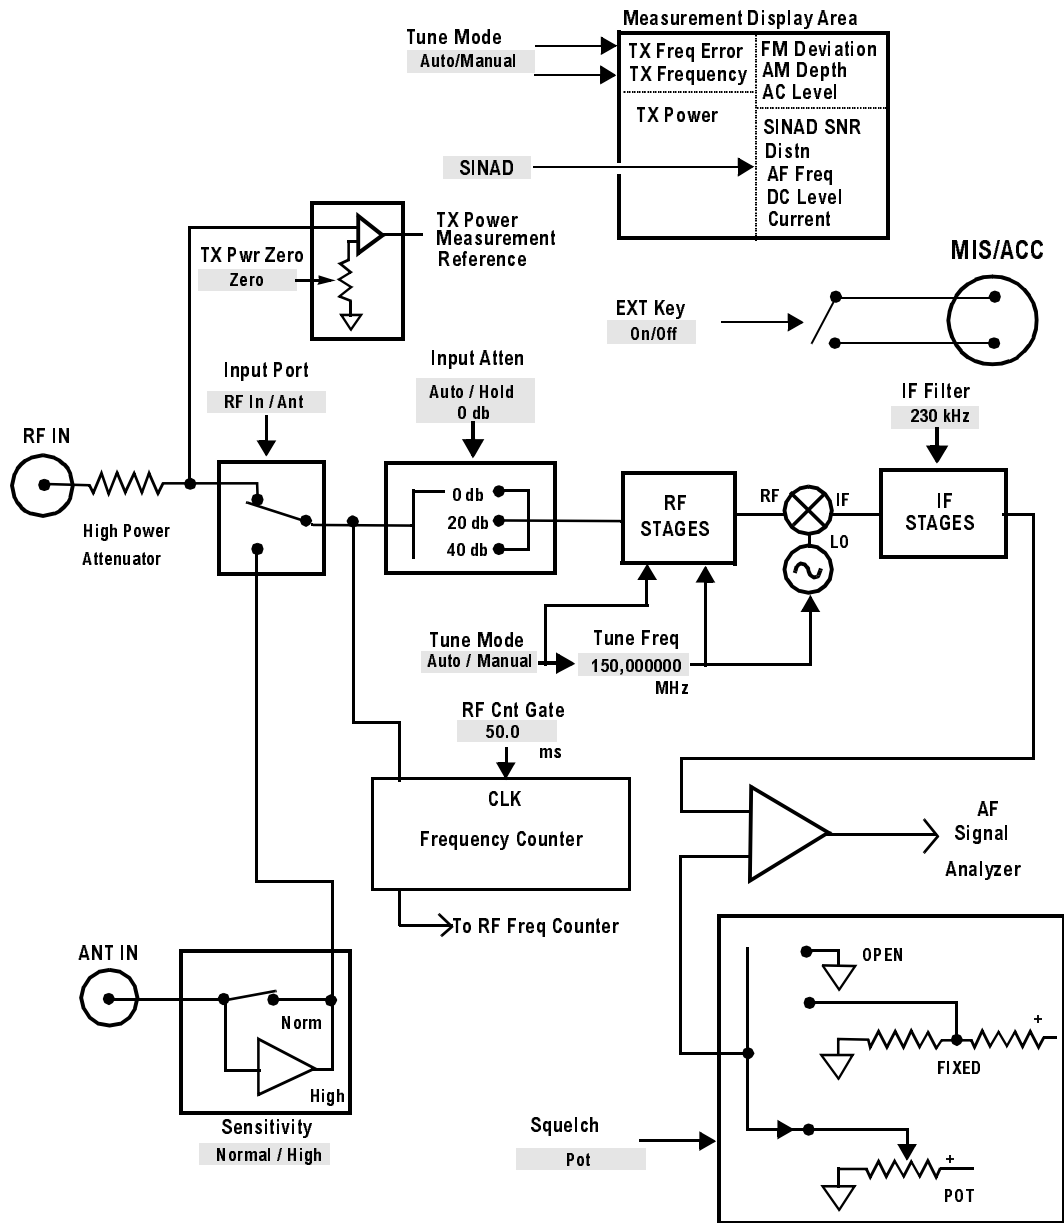 Measurement Display Area
Tune Mode
Auto/Manual
TX Freq Error
TX Frequency
FM Deviation
AM Depth
AC Level
TX Power
SINAD SNR
Distn
AF Freq
DC Level
Current
SINAD
TX Power
Measurement
Reference
TX Pwr Zero
Zero
MIS/ACC
EXT Key
On/Off
Input Port
RF In / Ant
Input Atten
Auto / Hold
0 db
IF Filter
230 kHz
RF IN
High Power
Attenuator
0 db
20 db
40 db
RF
STAGES
RF
IF
LO
IF
STAGES
Tune Mode
Auto / Manual
Tune Freq
150,000000
MHz
RF Cnt Gate
50.0
ms
CLK
Frequency Counter
To RF Freq Counter
AF
Signal
Analyzer
ANT IN
Norm
High
Sensitivity
Normal / High
OPEN
+
FIXED
Squelch
Pot
+
POT